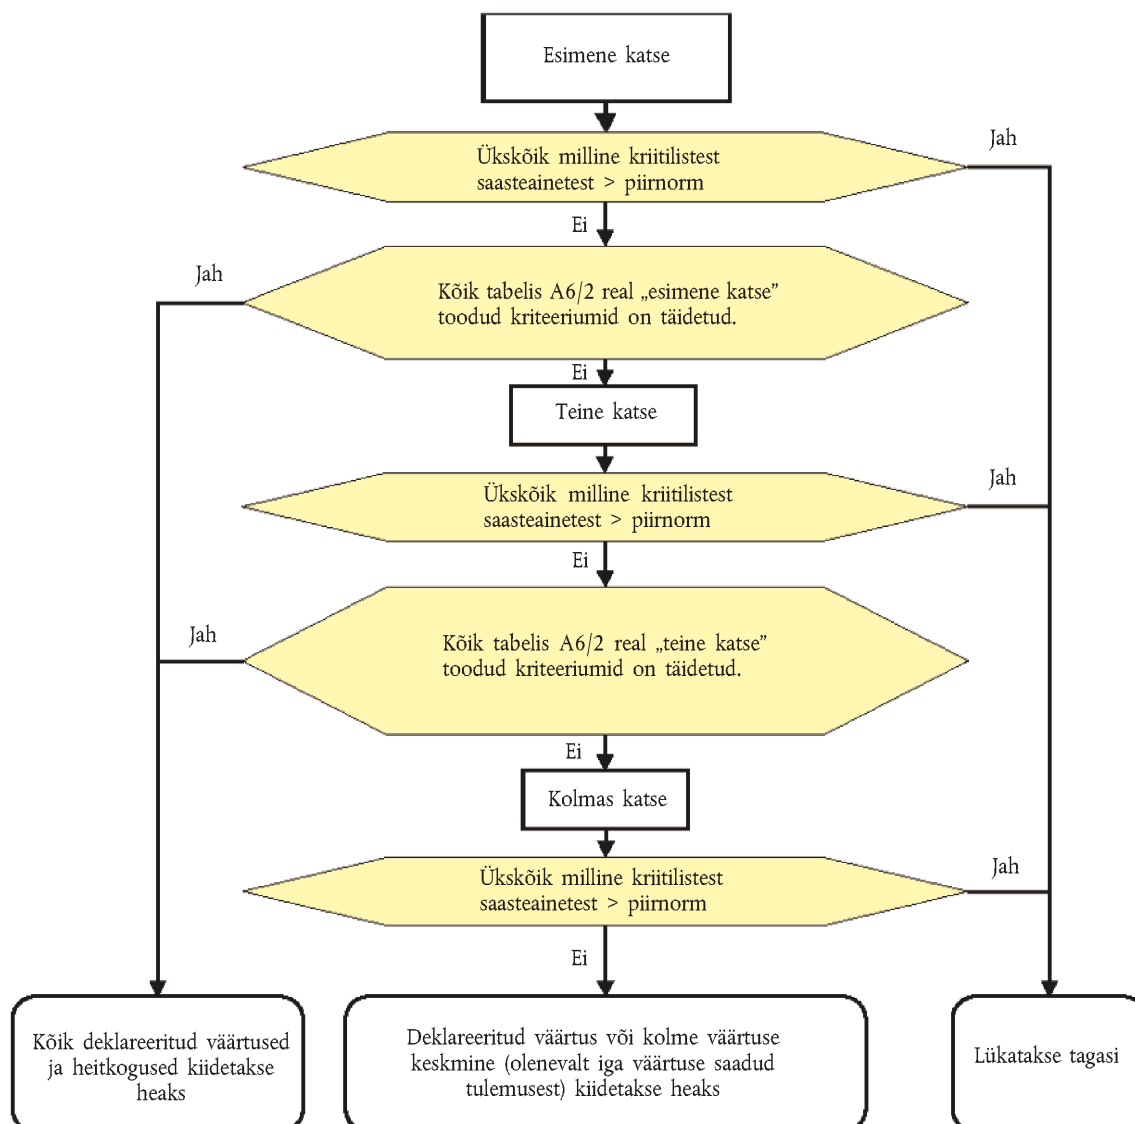 Esimene katse
Jah
Ükskõik milline kriitilistest
saasteainetest > piirnorm
Ei
Jah
Kõik tabelis A6/2 real „esimene katse”
toodud kriteeriumid on täidetud.
Ei
Teine katse
Jah
Ükskõik milline kriitilistest
saasteainetest > piirnorm
Ei
Jah
Kõik tabelis A6/2 real „teine katse”
toodud kriteeriumid on täidetud.
Ei
Kolmas katse
Jah
Ükskõik milline kriitilistest
saasteainetest > piirnorm
Ei
Kõik deklareeritud väärtused
ja heitkogused kiidetakse
heaks
Deklareeritud väärtus või kolme väärtuse
keskmine (olenevalt iga väärtuse saadud
tulemusest) kiidetakse heaks
Lükatakse tagasi